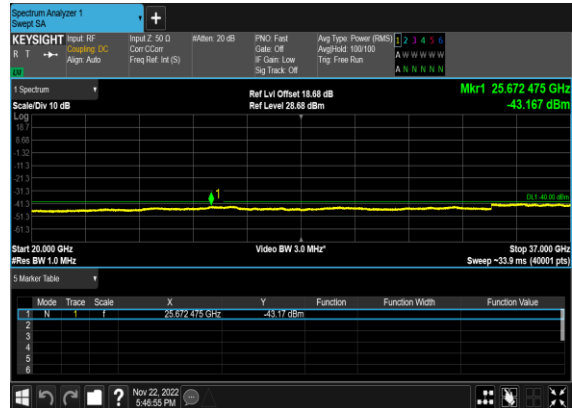 Spectrum Analyzer 1
Swept SA
+
KEYSIGHT Input: RF Input Z: 50 Ω #Atten: 20 dB PNO: Fast Avg Type: Power (RMS) 1 2 3 4 5 6
R T Coupling: DC Corr CCorr Gate: Off Avg|Hold: 100/100 A W W W W W
Align: Auto Freq Ref: Int (S) IF Gain: Low Trig: Free Run A N N N N N
Sig Track: Off
1 Spectrum Ref Lvl Offset 18.68 dB Mkr1 25.672 475 GHz
Scale/Div 10 dB Ref Level 28.68 dBm -43.167 dBm
Log
18.7
8.68
-1.32
-11.3
-21.3
-31.3
1
DL1 -40.00 dBm
-41.3
-51.3
-61.3
Start 20.000 GHz Video BW 3.0 MHz* Stop 37.000 GHz
#Res BW 1.0 MHz Sweep ~33.9 ms (40001 pts)
5 Marker Table
Mode Trace Scale X Y Function Function Width Function Value
1 N 1 f 25.672 475 GHz -43.17 dBm
2
3
4
5
6
? Nov 22, 2022
5:46:55 PM